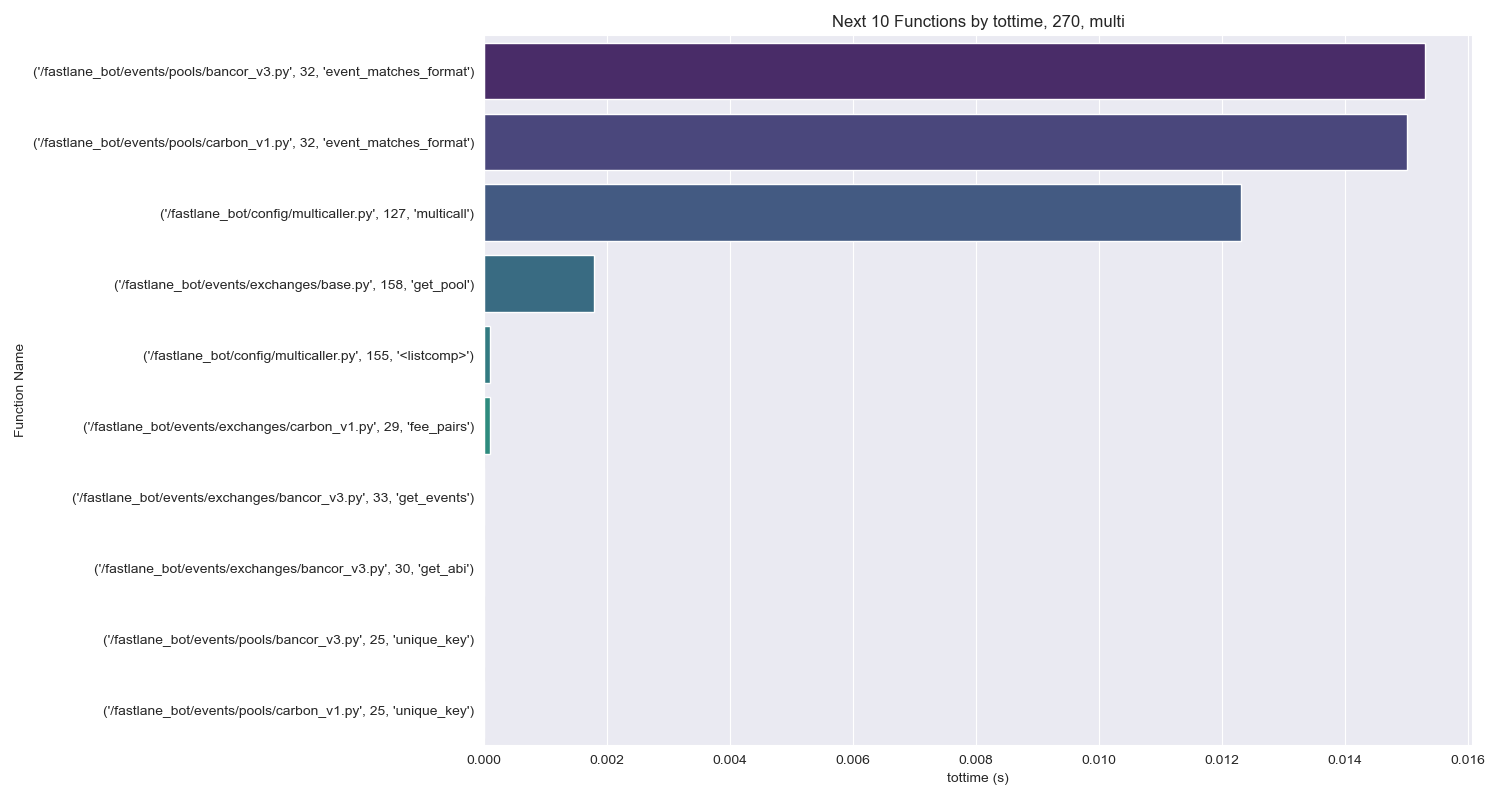 Next 10 Functions by tottime, 270, multi
('/fastlane_bot/events/pools/bancor_v3.py', 32, 'event_matches_format')
('/fastlane_bot/events/pools/carbon_v1.py', 32, 'event_matches_format')
('/fastlane_bot/config/multicaller.py', 127, 'multicall')
('/fastlane_bot/events/exchanges/base.py', 158, 'get_pool')
('/fastlane_bot/config/multicaller.py', 155, '<listcomp>')
('/fastlane_bot/events/exchanges/carbon_v1.py', 29, 'fee_pairs')
('/fastlane_bot/events/exchanges/bancor_v3.py', 33, 'get_events')
('/fastlane_bot/events/exchanges/bancor_v3.py', 30, 'get_abi')
('/fastlane_bot/events/pools/bancor_v3.py', 25, 'unique_key')
('/fastlane_bot/events/pools/carbon_v1.py', 25, 'unique_key')
Function Name
0.000 0.002 0.004 0.006 0.008 0.010 0.012 0.014 0.016
tottime (s)